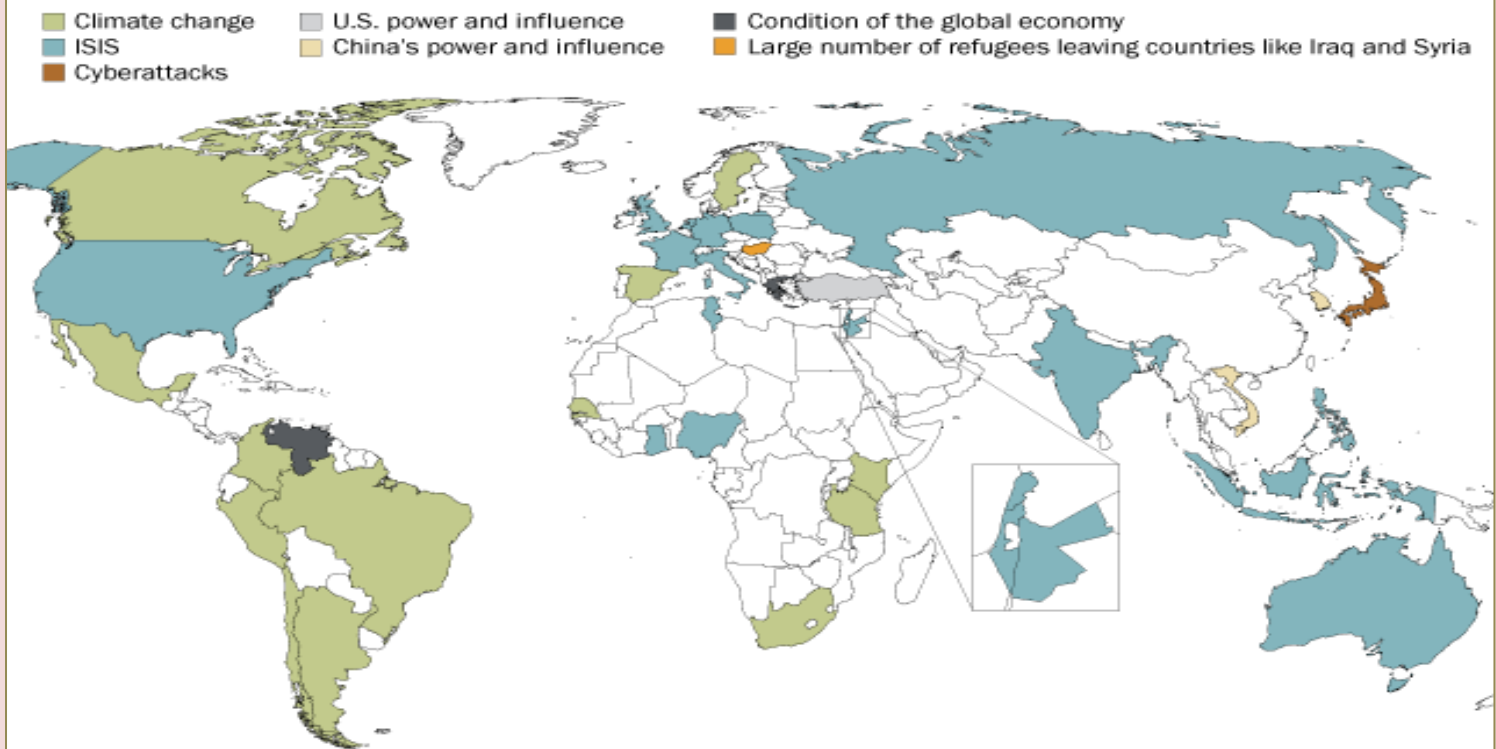 Climate change
ISIS
Cyberattacks
U.S. power and influence
China's power and influence
Condition of the global economy
Large number of refugees leaving countries like Iraq and Syria